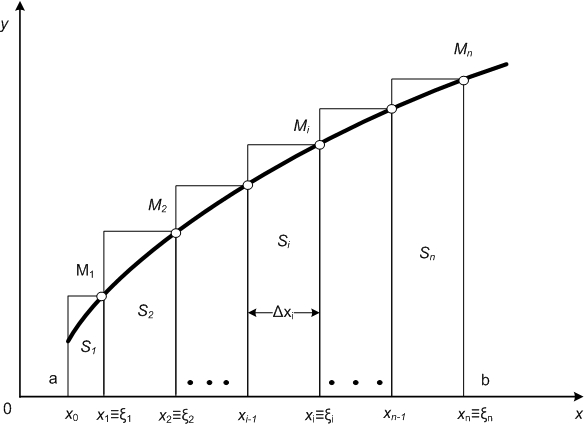 y
Mn
Mi
M2
Si
Sn
M1
S2
S1
Δxi
a
b
0
x0 x1≡ξ1 x2≡ξ2 xi-1 xi≡ξi xn-1 xn≡ξn x